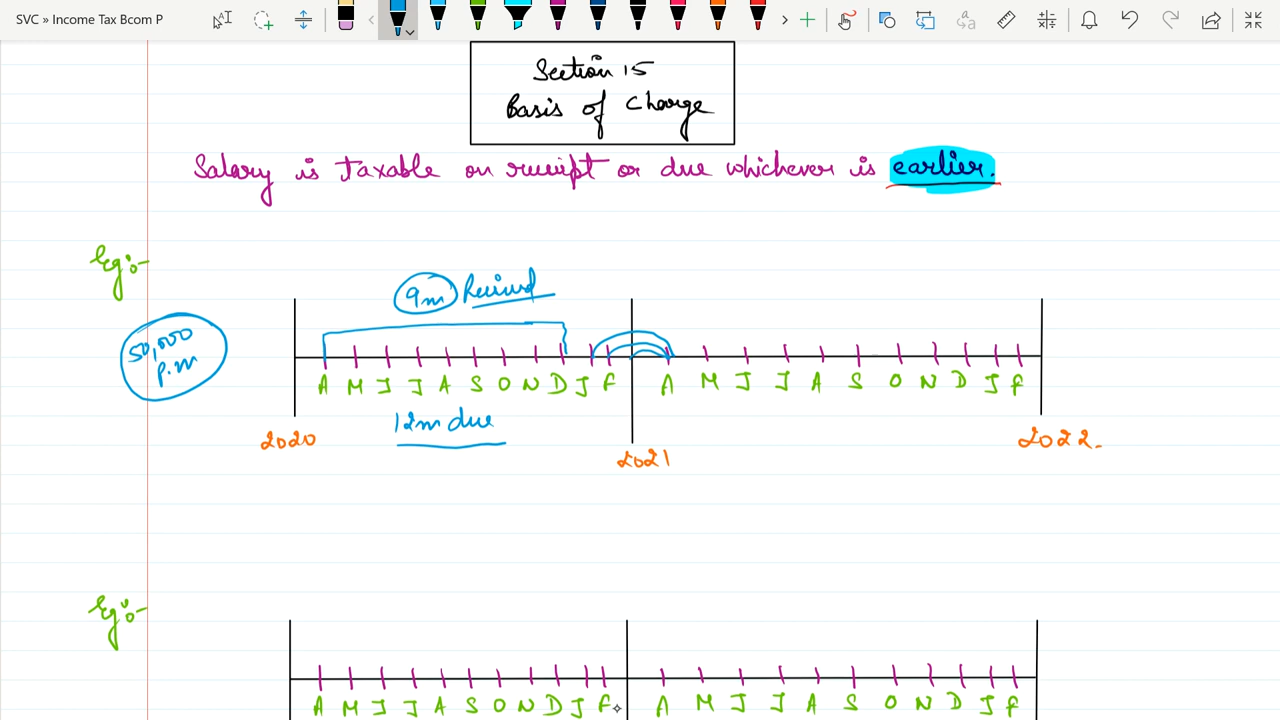 SVC » Income Tax Bcom P
Section 15
Basis of Charge
Salary is Taxable on receipt or due whichever is earlier.
Eg:-
9m Received
50,000
P.m
A M J J A S O N D J F A M J J A S O N D J F
12m due
2020
2021
2022.
Eg:-
A M J J A S O N D J F A M J J A S O N D J F